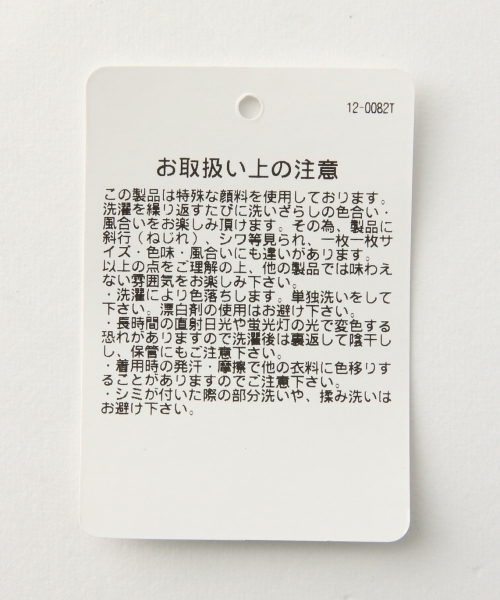 12-0082T
お取扱い上の注意
この製品は特殊な顔料を使用しております。
洗濯を繰り返すたびに洗いざらしの色合い・
風合いをお楽しみ頂けます。その為、製品に
斜行（ねじれ）、シワ等見られ、一枚一枚サ
イズ・色味・風合いにも違いがあります。
以上の点をご理解の上、他の製品では味わえ
ない雰囲気をお楽しみ下さい。
・洗濯により色落ちします。単独洗いをして
下さい。漂白剤の使用はお避け下さい。
・長時間の直射日光や蛍光灯の光で変色する
恐れがありますので洗濯後は裏返して陰干し
し、保管にもご注意下さい。
・着用時の発汗・摩擦で他の衣料に色移りす
ることがありますのでご注意下さい。
・シミが付いた際の部分洗いや、揉み洗いは
お避け下さい。